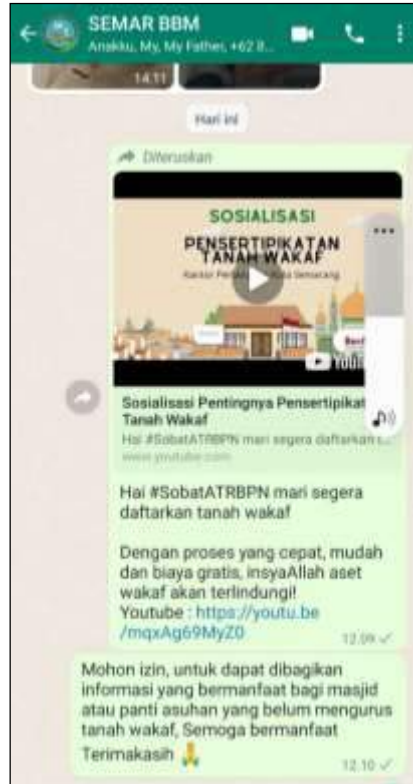 SEMAR BBM
Anakku, My, My Father, +62 8...
14.11
Hari ini
Diteruskan
SOSIALISASI
PENSERTIPIKATAN
TANAH WAKAF
Kantor Semarang
Sosialisasi Pentingnya Pensertipikat
Tanah Wakaf
Hai #SobatATRBPN mari segera daftarkan t...
www.youtube.com
Hai #SobatATRBPN mari segera
daftarkan tanah wakaf
Dengan proses yang cepat, mudah
dan biaya gratis, insyaAllah aset
wakaf akan terlindungi!
Youtube : https://youtu.be
/mqxAg69MyZ0
12.09
Mohon izin, untuk dapat dibagikan
informasi yang bermanfaat bagi masjid
atau panti asuhan yang belum mengurus
tanah wakaf, Semoga bermanfaat
Terimakasih 🙏
12.10